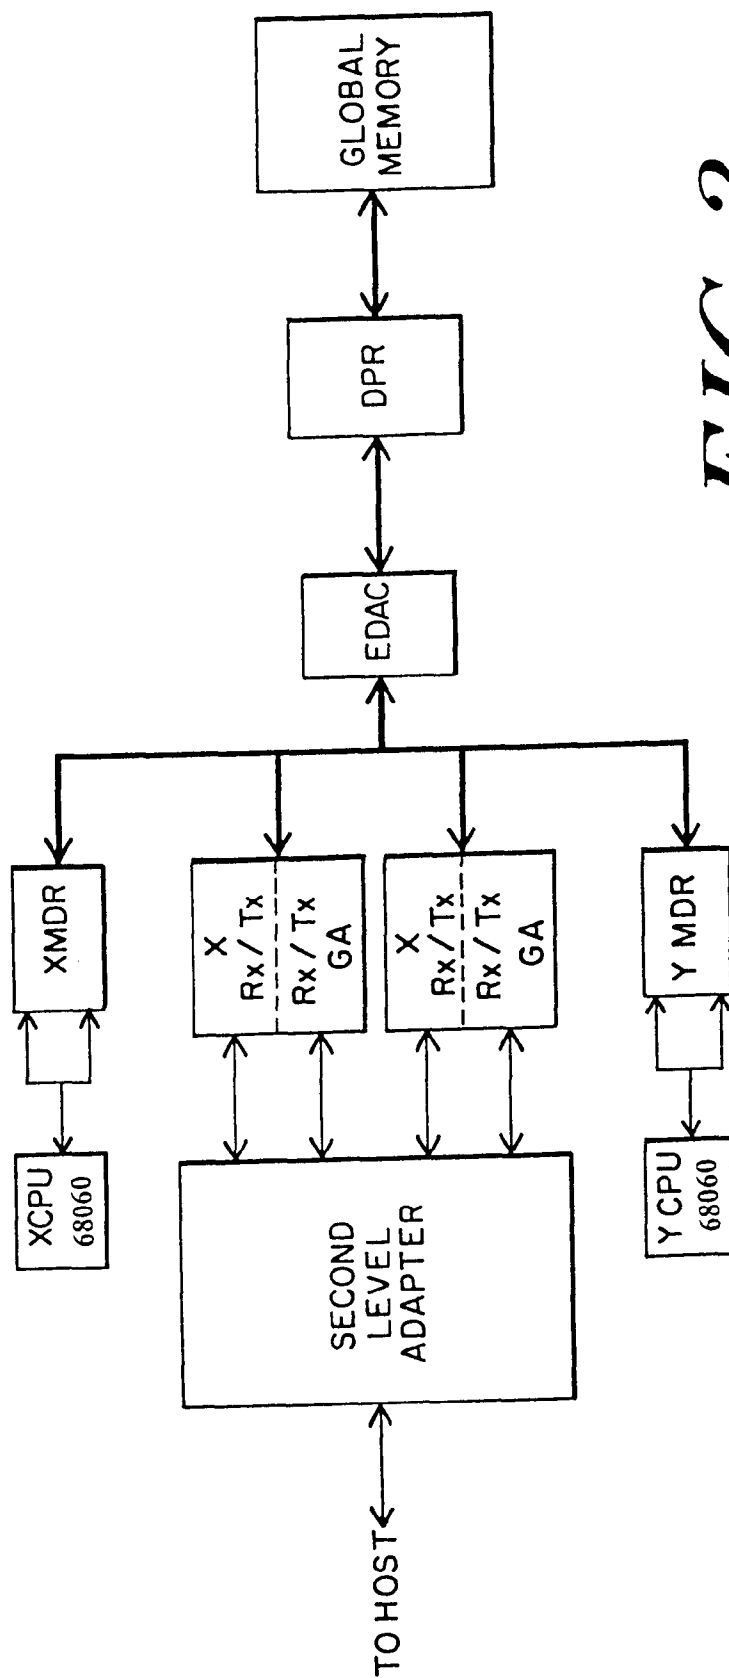 XCPU
68060
XMDR
X
Rx/Tx
Rx/Tx
GA
SECOND
LEVEL
ADAPTER
TO HOST
X
Rx/Tx
Rx/Tx
GA
EDAC
DPR
GLOBAL
MEMORY
Y CPU
68060
Y MDR